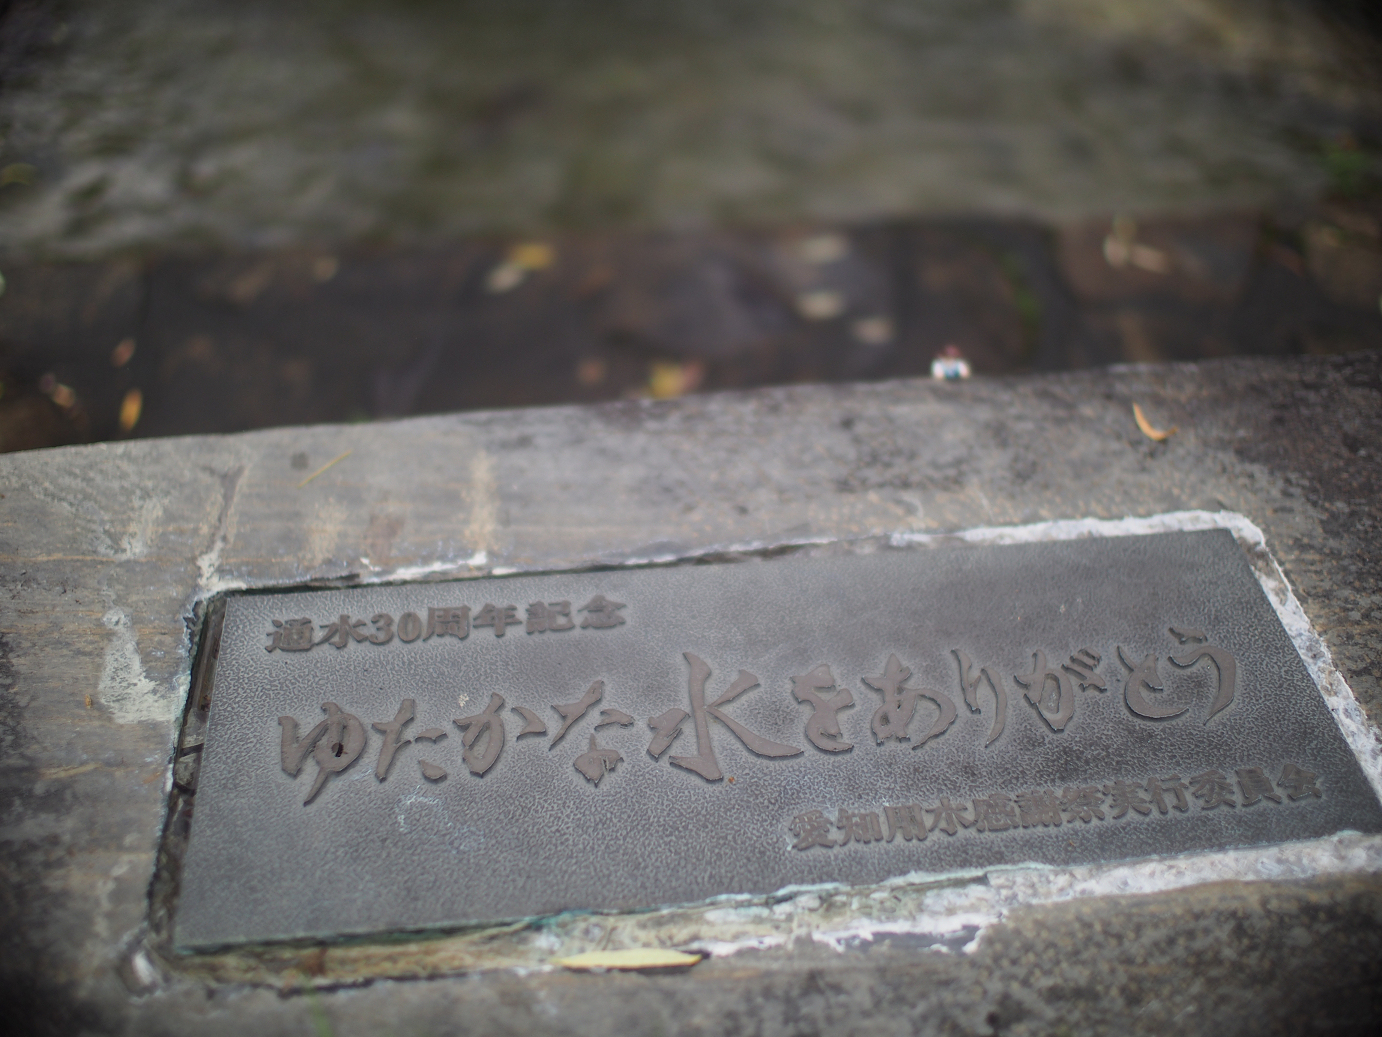 通水30周年記念
ゆたかな水をありがとう
愛知用水感謝祭実行委員会